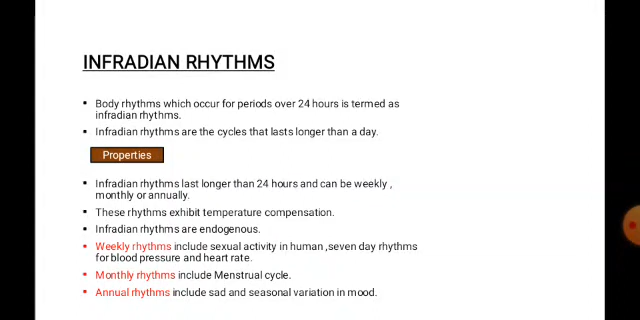 INFRADIAN RHYTHMS
▪ Body rhythms which occur for periods over 24 hours is termed as
infradian rhythms.
▪ Infradian rhythms are the cycles that lasts longer than a day.
Properties
▪ Infradian rhythms last longer than 24 hours and can be weekly ,
monthly or annually.
▪ These rhythms exhibit temperature compensation.
▪ Infradian rhythms are endogenous.
▪ Weekly rhythms include sexual activity in human ,seven day rhythms
for blood pressure and heart rate.
▪ Monthly rhythms include Menstrual cycle.
▪ Annual rhythms include sad and seasonal variation in mood.